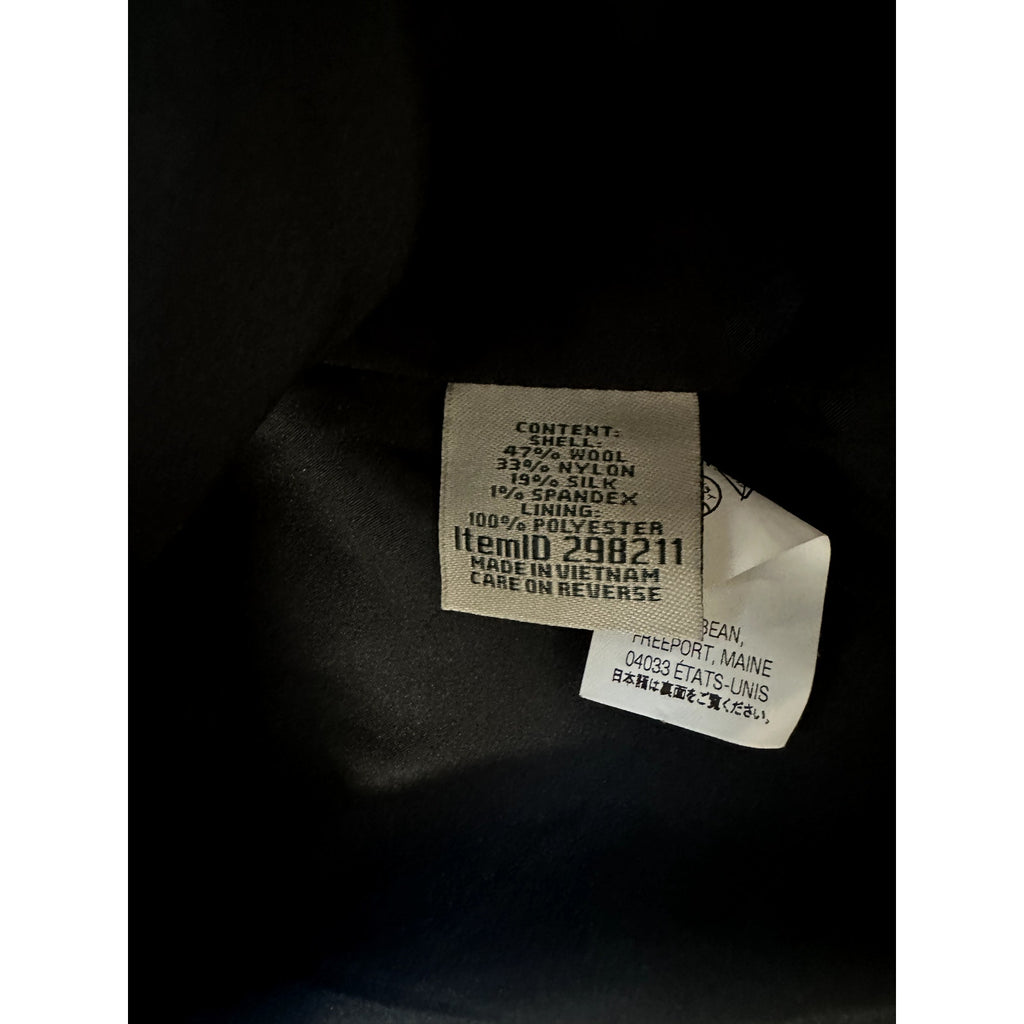 CONTENT:
SHELL:
47% WOOL
33% NYLON
19% SILK
1% SPANDEX
LINING:
100% POLYESTER
ItemID 298211
MADE IN VIETNAM
CARE ON REVERSE
BEAN,
FREEPORT, MAINE
04033 ÉTATS-UNIS
日本語は裏面をご覧ください。